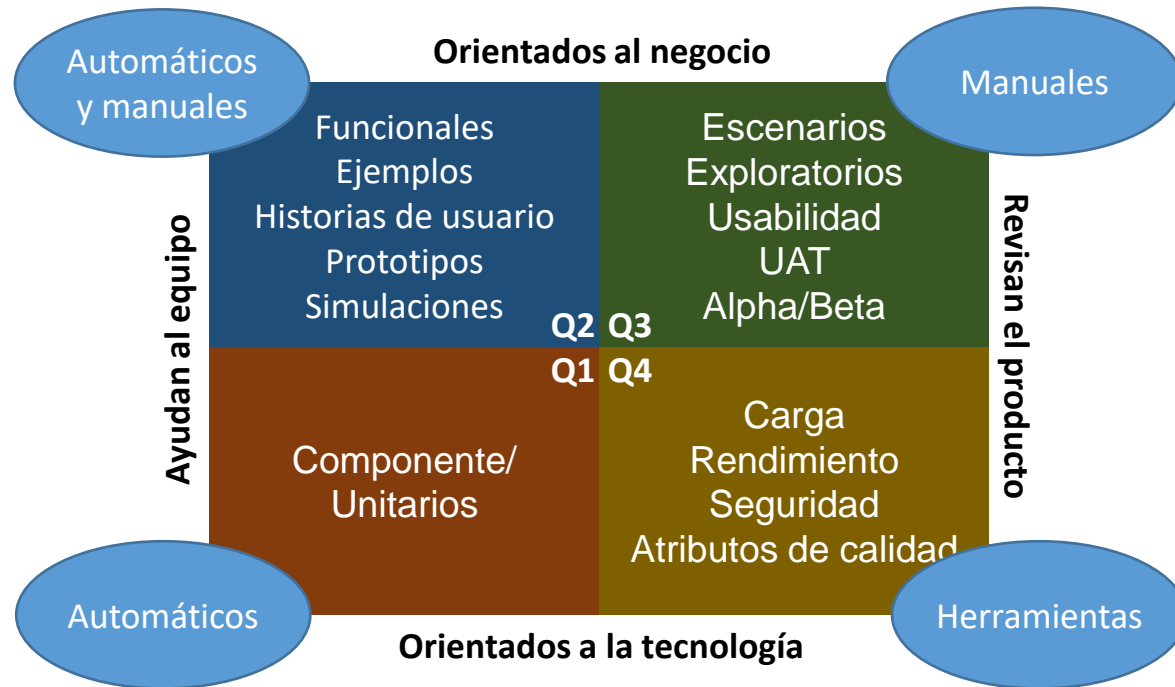 Automáticos
y manuales
Orientados al negocio
Manuales
Funcionales
Ejemplos
Historias de usuario
Prototipos
Simulaciones
Q2
Escenarios
Exploratorios
Usabilidad
UAT
Alpha/Beta
Q3
Ayudan al equipo
Revisan el producto
Q1
Componente/
Unitarios
Q4
Carga
Rendimiento
Seguridad
Atributos de calidad
Automáticos
Orientados a la tecnología
Herramientas